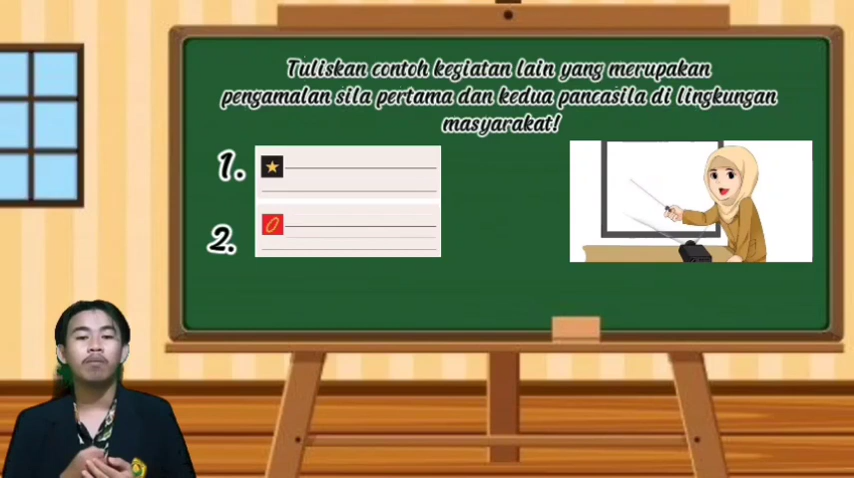 Tuliskan contoh kegiatan lain yang merupakan
pengamalan sila pertama dan kedua pancasila di lingkungan
masyarakat!
1.
2.